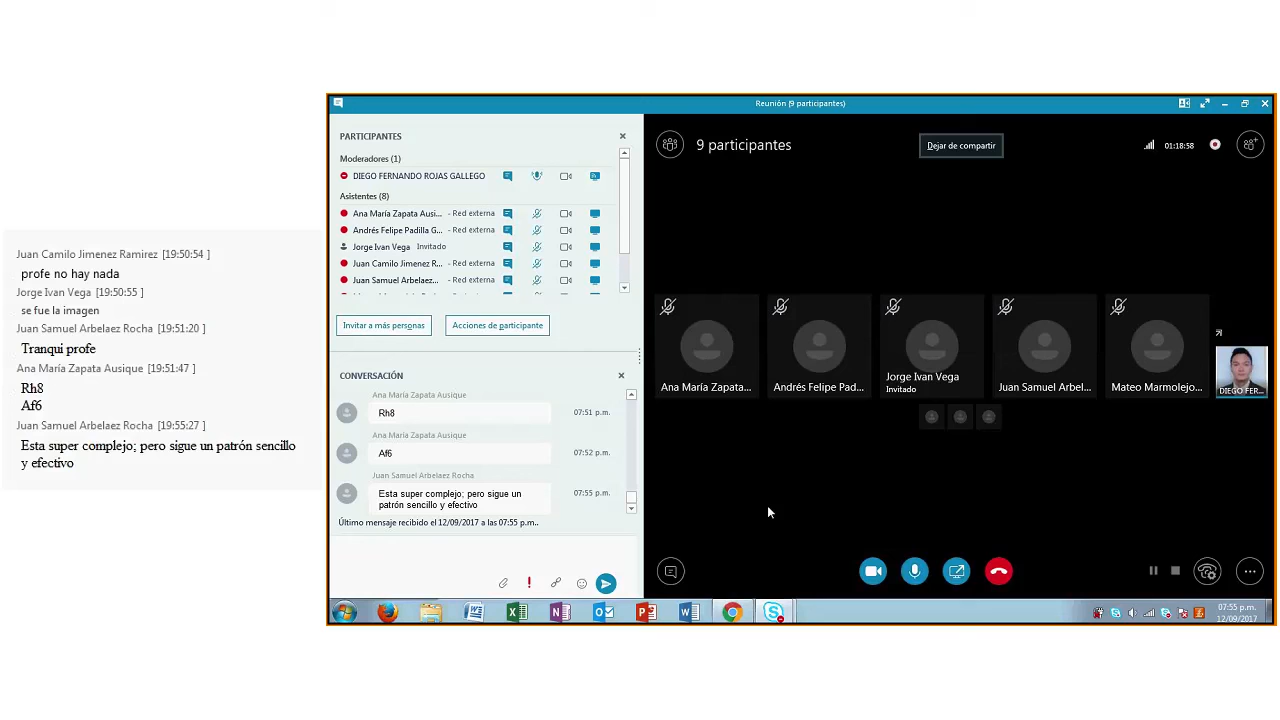 Juan Camilo Jimenez Ramirez [19:50:54 ]
profe no hay nada
Jorge Ivan Vega [19:50:55 ]
se fue la imagen
Juan Samuel Arbelaez Rocha [19:51:20 ]
Tranqui profe
Ana María Zapata Ausique [19:51:47 ]
Rh8
Af6
Juan Samuel Arbelaez Rocha [19:55:27 ]
Esta super complejo; pero sigue un patrón sencillo
y efectivo
Reunión (9 participantes)
PARTICIPANTES
Moderadores (1)
DIEGO FERNANDO ROJAS GALLEGO
Asistentes (8)
Ana María Zapata Ausi... - Red externa
Andrés Felipe Padilla G... - Red externa
Jorge Ivan Vega Invitado
Juan Camilo Jimenez R... - Red externa
Juan Samuel Arbelaez... - Red externa
Invitar a más personas
Acciones de participante
CONVERSACIÓN
Ana María Zapata Ausique
Rh8 07:51 p.m.
Ana María Zapata Ausique
Af6 07:52 p.m.
Juan Samuel Arbelaez Rocha
Esta super complejo; pero sigue un 07:55 p.m.
patrón sencillo y efectivo
Último mensaje recibido el 12/09/2017 a las 07:55 p.m..
9 participantes
Dejar de compartir
01:18:58
Ana María Zapata...
Andrés Felipe Pad...
Jorge Ivan Vega
Invitado
Juan Samuel Arbel...
Mateo Marmolejo...
DIEGO FER...
07:55 p.m.
12/09/2017